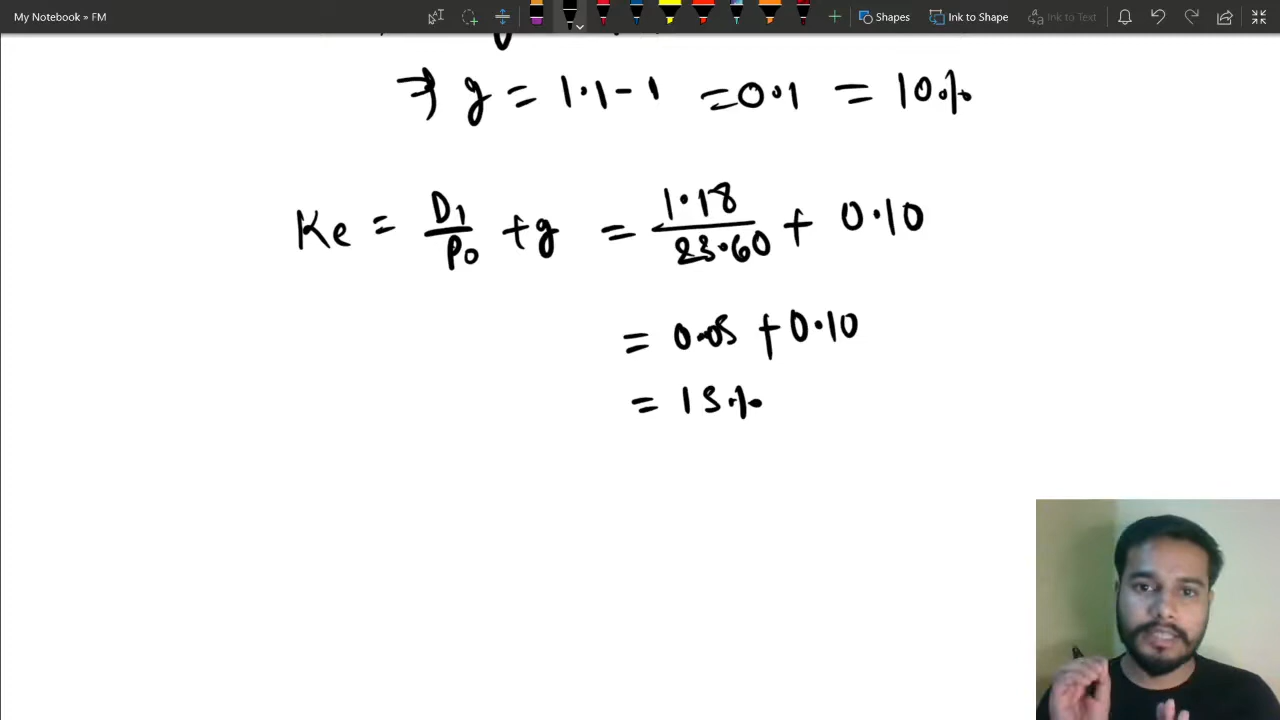 My Notebook » FM
Shapes
Ink to Shape
Ink to Text
⇒ g = 1.1 - 1 = 0.1 = 10%
Ke = D1/P0 + g = 1.18/23.60 + 0.10
= 0.05 + 0.10
= 15%